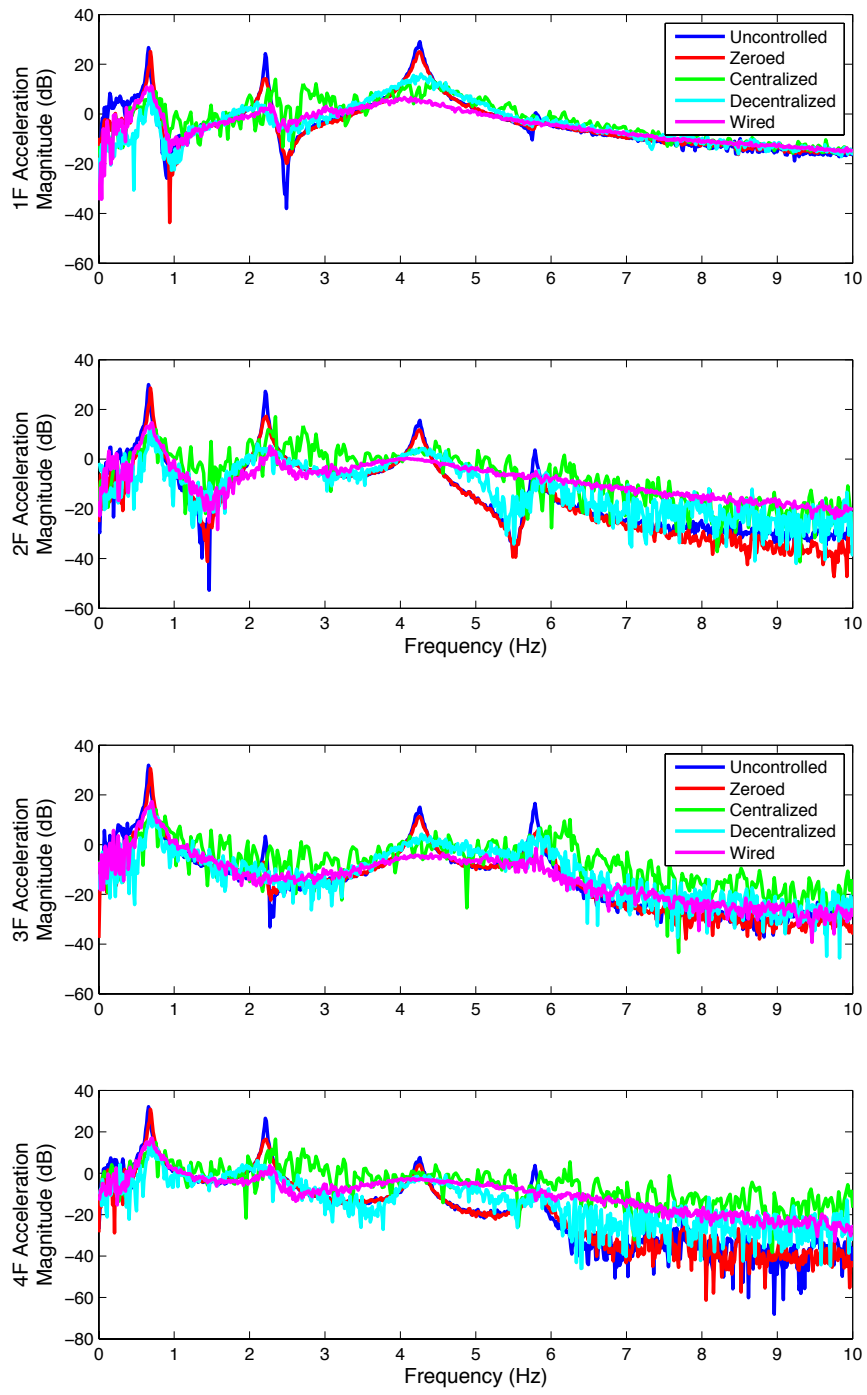 1F Acceleration
Magnitude (dB)
40
20
0
−20
−40
−60
0 1 2 3 4 5 6 7 8 9 10
Uncontrolled
Zeroed
Centralized
Decentralized
Wired
2F Acceleration
Magnitude (dB)
40
20
0
−20
−40
−60
0 1 2 3 4 5 6 7 8 9 10
Frequency (Hz)
3F Acceleration
Magnitude (dB)
40
20
0
−20
−40
−60
0 1 2 3 4 5 6 7 8 9 10
Uncontrolled
Zeroed
Centralized
Decentralized
Wired
4F Acceleration
Magnitude (dB)
40
20
0
−20
−40
−60
−80
0 1 2 3 4 5 6 7 8 9 10
Frequency (Hz)